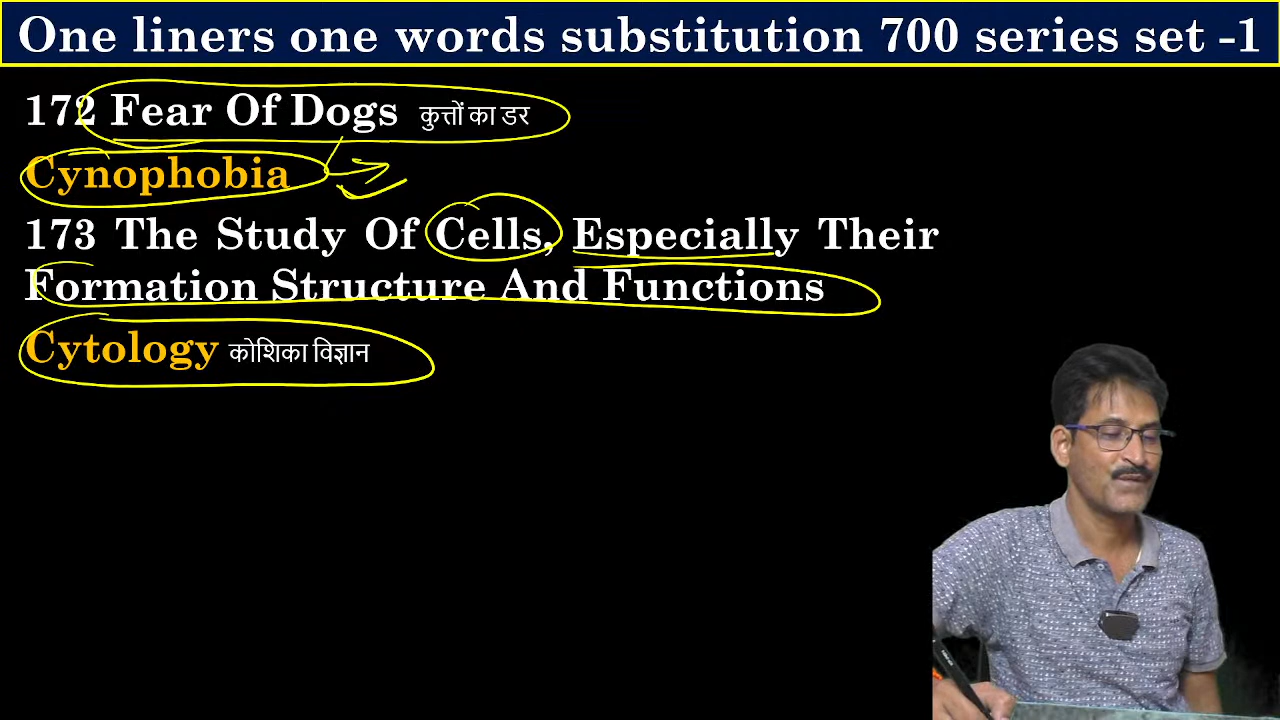 One liners one words substitution 700 series set -1
172 Fear Of Dogs कुत्तों का डर
Cynophobia
173 The Study Of Cells, Especially Their
Formation Structure And Functions
Cytology कोशिका विज्ञान